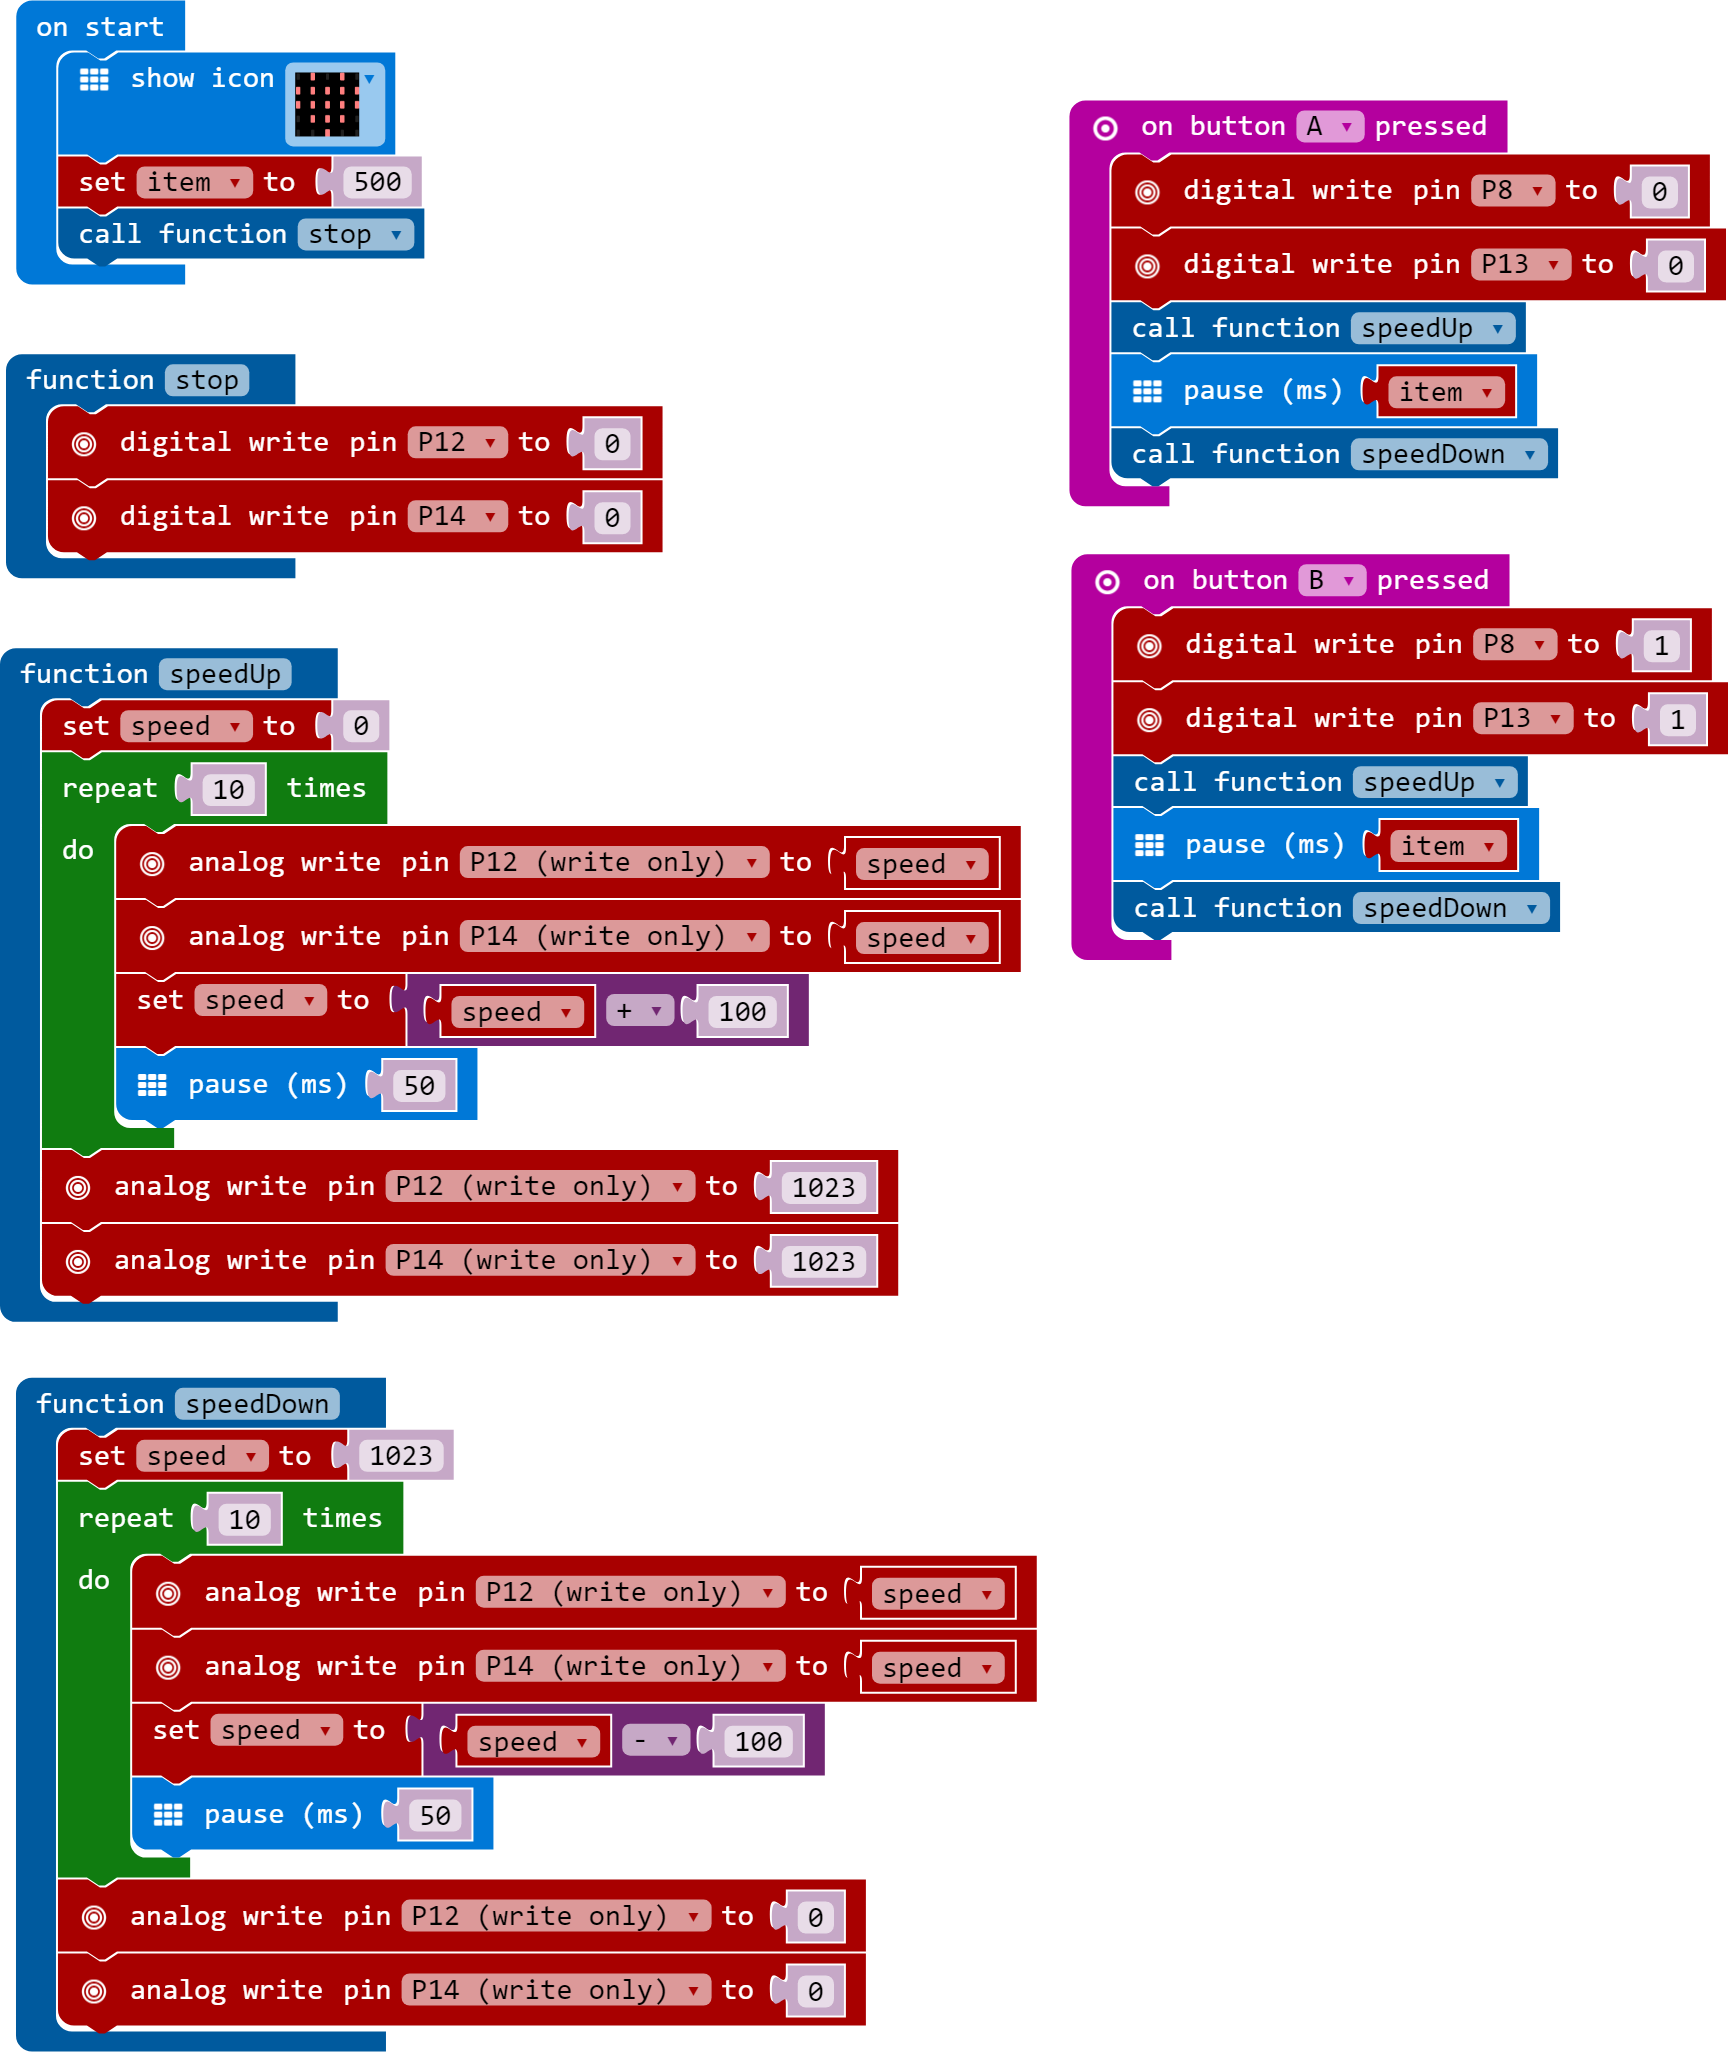 on start
show icon
set item to 500
call function stop
function stop
digital write pin P12 to 0
digital write pin P14 to 0
function speedUp
set speed to 0
repeat 10 times
do
analog write pin P12 (write only) to speed
analog write pin P14 (write only) to speed
set speed to speed + 100
pause (ms) 50
analog write pin P12 (write only) to 1023
analog write pin P14 (write only) to 1023
function speedDown
set speed to 1023
repeat 10 times
do
analog write pin P12 (write only) to speed
analog write pin P14 (write only) to speed
set speed to speed - 100
pause (ms) 50
analog write pin P12 (write only) to 0
analog write pin P14 (write only) to 0
on button A pressed
digital write pin P8 to 0
digital write pin P13 to 0
call function speedUp
pause (ms) item
call function speedDown
on button B pressed
digital write pin P8 to 1
digital write pin P13 to 1
call function speedUp
pause (ms) item
call function speedDown